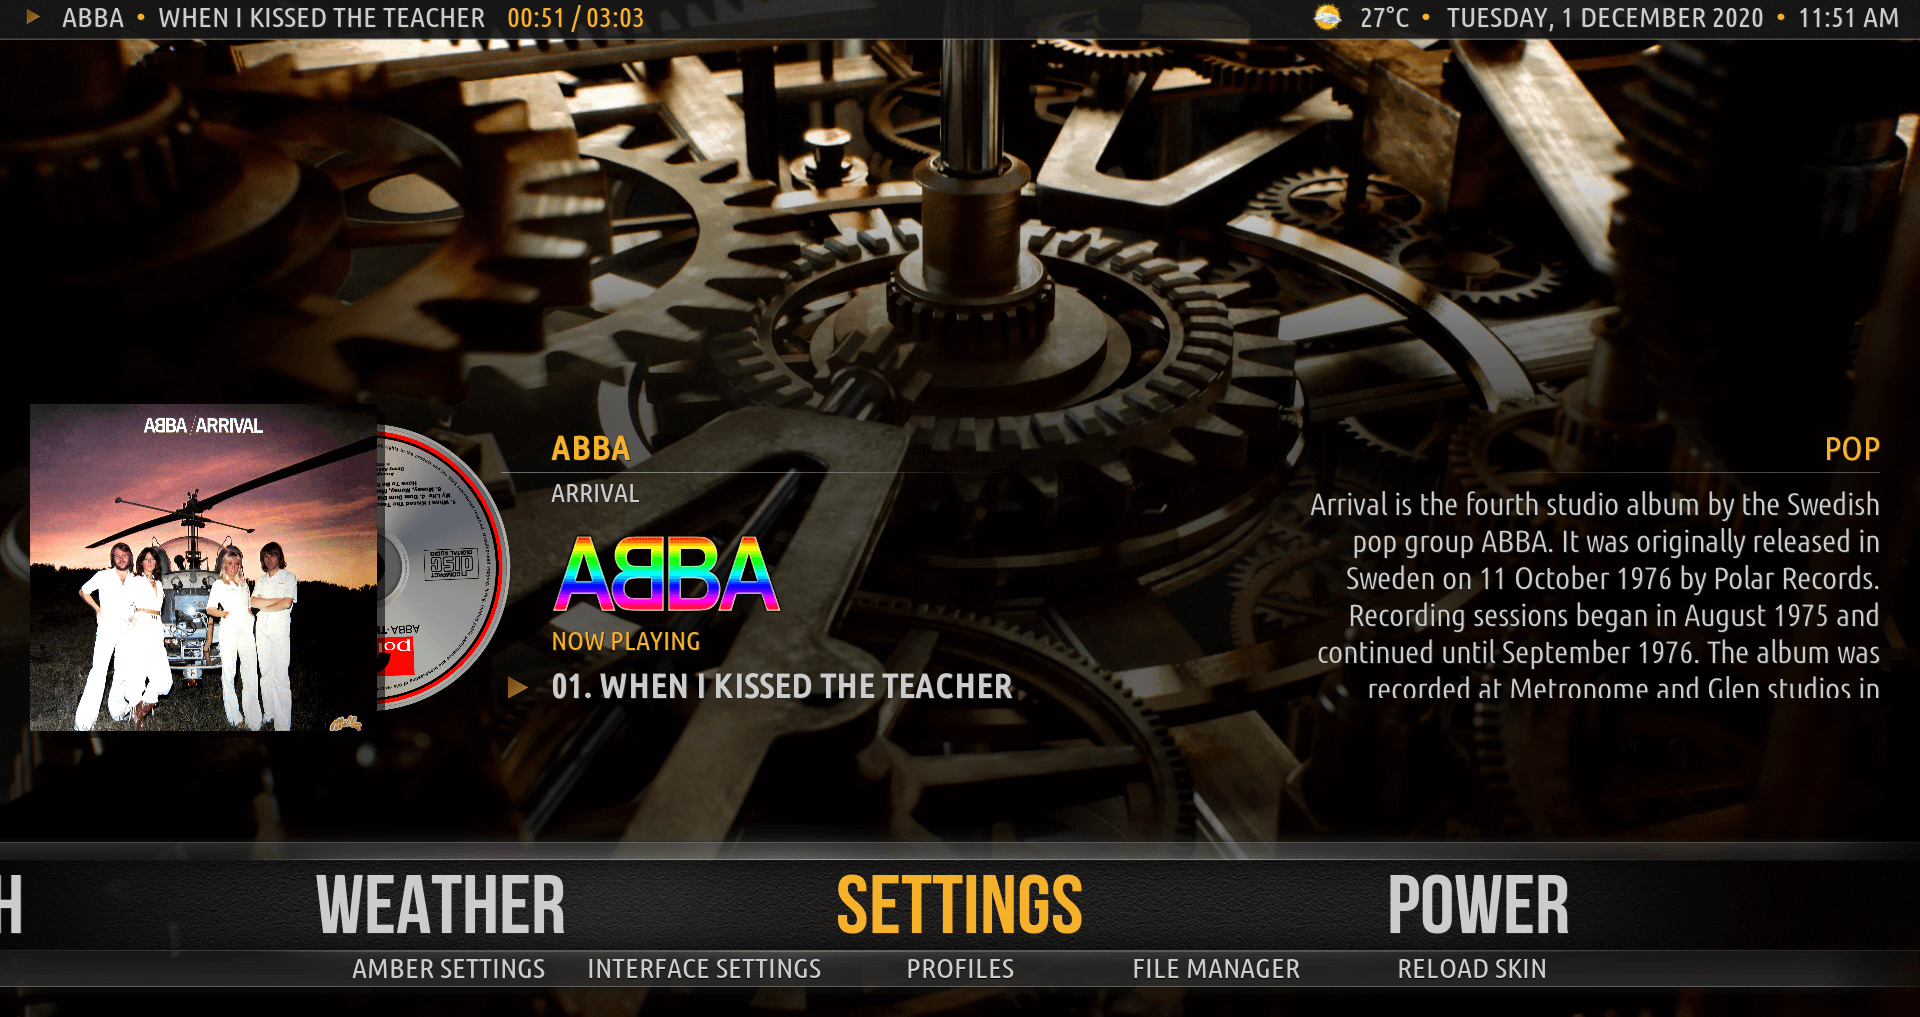 ABBA • WHEN I KISSED THE TEACHER 00:51 / 03:03
27°C • TUESDAY, 1 DECEMBER 2020 • 11:51 AM
ABBA / ARRIVAL
COMPACT
disc
DIGITAL AUDIO
ABBA
ARRIVAL
ABBA
NOW PLAYING
01. WHEN I KISSED THE TEACHER
POP
Arrival is the fourth studio album by the Swedish
pop group ABBA. It was originally released in
Sweden on 11 October 1976 by Polar Records.
Recording sessions began in August 1975 and
continued until September 1976. The album was
recorded at Metronome and Glen studios in
H
WEATHER
SETTINGS
POWER
AMBER SETTINGS
INTERFACE SETTINGS
PROFILES
FILE MANAGER
RELOAD SKIN